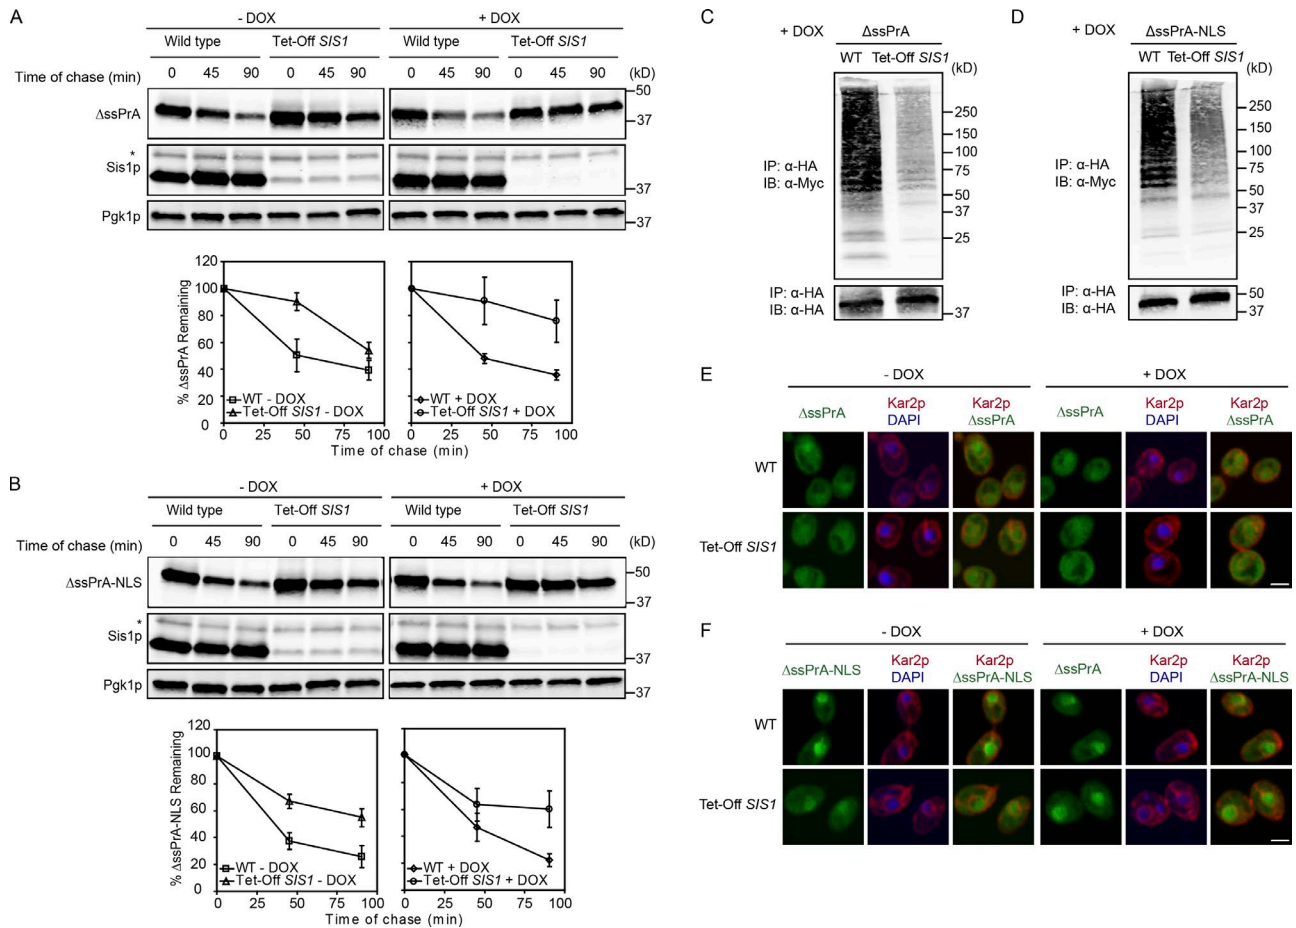 A
- DOX
+ DOX
Wild type
Tet-Off SIS1
Wild type
Tet-Off SIS1
Time of chase (min)
0 45 90 0 45 90 0 45 90 0 45 90 (kD)
ΔssPrA
50
37
*
Sis1p
37
Pgk1p
37
120
100
80
60
40
20
0
% ΔssPrA Remaining
WT - DOX
Tet-Off SIS1 - DOX
WT + DOX
Tet-Off SIS1 + DOX
0 25 50 75 100 0 25 50 75 100
Time of chase (min)
B
- DOX
+ DOX
Wild type
Tet-Off SIS1
Wild type
Tet-Off SIS1
Time of chase (min)
0 45 90 0 45 90 0 45 90 0 45 90 (kD)
ΔssPrA-NLS
50
37
*
Sis1p
37
Pgk1p
37
120
100
80
60
40
20
0
% ΔssPrA-NLS Remaining
WT - DOX
Tet-Off SIS1 - DOX
WT + DOX
Tet-Off SIS1 + DOX
0 25 50 75 100 0 25 50 75 100
Time of chase (min)
C
+ DOX
ΔssPrA
WT Tet-Off SIS1
(kD)
250
150
100
75
50
37
25
IP: α-HA
IB: α-Myc
IP: α-HA
IB: α-HA
50
37
D
+ DOX
ΔssPrA-NLS
WT Tet-Off SIS1
(kD)
250
150
100
75
50
37
25
IP: α-HA
IB: α-Myc
IP: α-HA
IB: α-HA
50
37
E
- DOX
+ DOX
ΔssPrA
Kar2p
DAPI
Kar2p
ΔssPrA
ΔssPrA
Kar2p
DAPI
Kar2p
ΔssPrA
WT
Tet-Off SIS1
F
- DOX
+ DOX
ΔssPrA-NLS
Kar2p
DAPI
Kar2p
ΔssPrA-NLS
ΔssPrA
Kar2p
DAPI
Kar2p
ΔssPrA-NLS
WT
Tet-Off SIS1